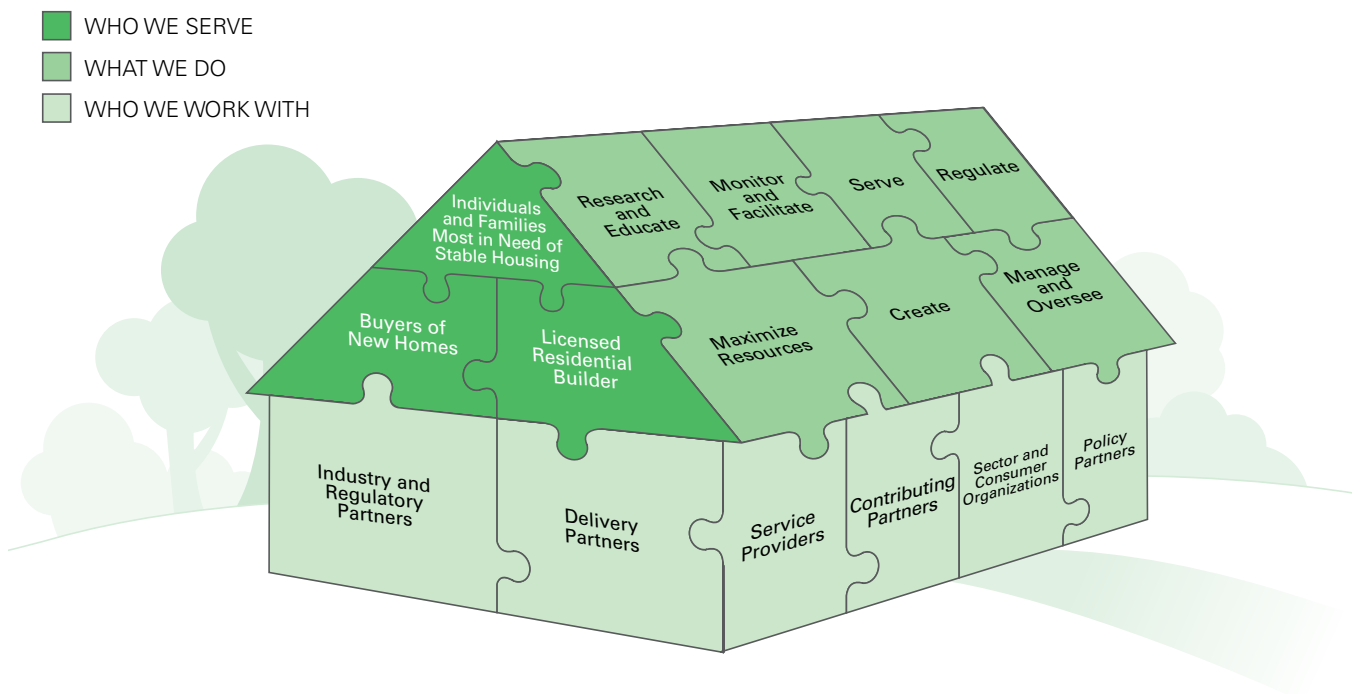 WHO WE SERVE
WHAT WE DO
WHO WE WORK WITH
Individuals
and Families
Most in Need of
Stable Housing
Buyers of
New Homes
Licensed
Residential
Builder
Research
and
Educate
Monitor
and
Facilitate
Serve
Regulate
Maximize
Resources
Create
Manage
and
Oversee
Industry and
Regulatory
Partners
Delivery
Partners
Service
Providers
Contributing
Partners
Sector and
Consumer
Organizations
Policy
Partners